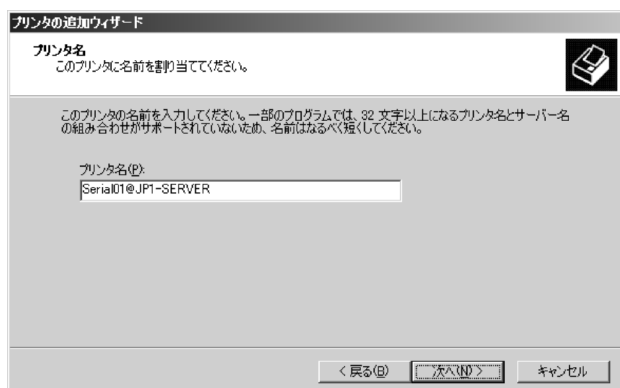 プリンタの追加ウィザード
プリンタ名
このプリンタに名前を割り当ててください。
このプリンタの名前を入力してください。一部のプログラムでは、32 文字以上になるプリンタ名とサーバー名
の組み合わせがサポートされていないため、名前はなるべく短くしてください。
プリンタ名(P):
Serial01@JP1-SERVER
< 戻る(B) 次へ(N) > キャンセル